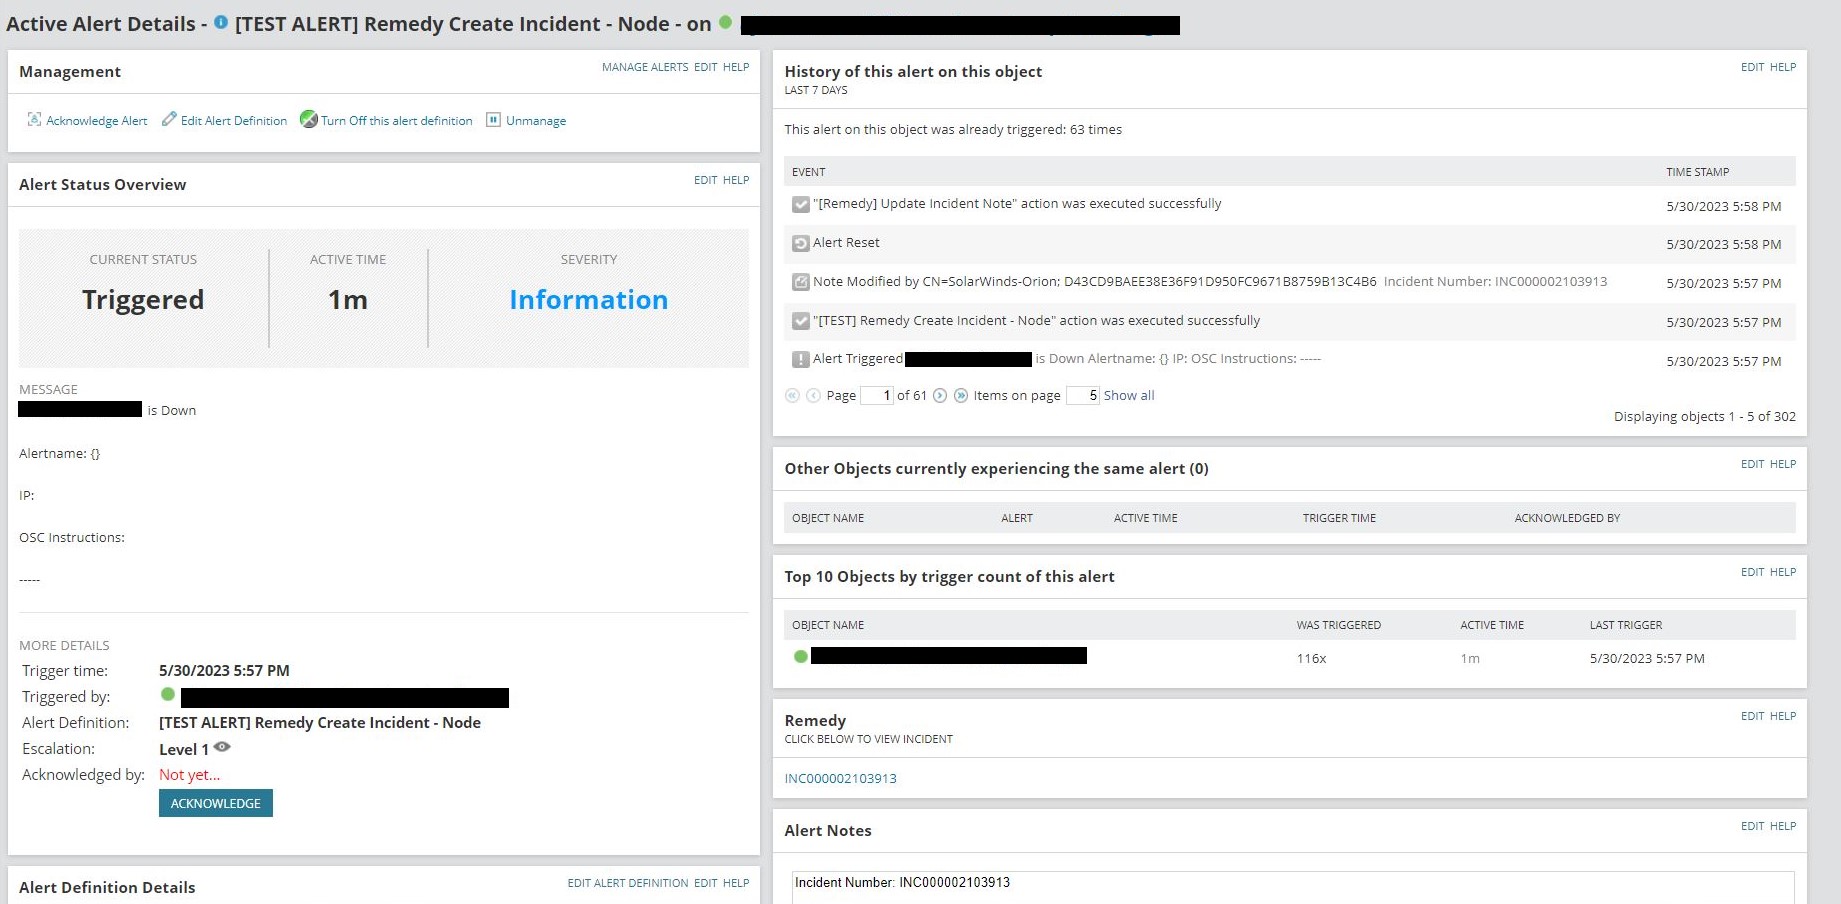 Active Alert Details - [TEST ALERT] Remedy Create Incident - Node - on
Management
MANAGE ALERTS EDIT HELP
Acknowledge Alert Edit Alert Definition Turn Off this alert definition Unmanage
Alert Status Overview
EDIT HELP
CURRENT STATUS ACTIVE TIME SEVERITY
Triggered 1m Information
MESSAGE
is Down
Alertname: {}
IP:
OSC Instructions:
-----
MORE DETAILS
Trigger time: 5/30/2023 5:57 PM
Triggered by:
Alert Definition: [TEST ALERT] Remedy Create Incident - Node
Escalation: Level 1
Acknowledged by: Not yet...
ACKNOWLEDGE
Alert Definition Details
EDIT ALERT DEFINITION EDIT HELP
History of this alert on this object
EDIT HELP
LAST 7 DAYS
This alert on this object was already triggered: 63 times
EVENT TIME STAMP
"[Remedy] Update Incident Note" action was executed successfully 5/30/2023 5:58 PM
Alert Reset 5/30/2023 5:58 PM
Note Modified by CN=SolarWinds-Orion; D43CD9BAEE38E36F91D950FC9671B8759B13C4B6 Incident Number: INC000002103913 5/30/2023 5:57 PM
"[TEST] Remedy Create Incident - Node" action was executed successfully 5/30/2023 5:57 PM
Alert Triggered is Down Alertname: {} IP: OSC Instructions: ----- 5/30/2023 5:57 PM
Page 1 of 61 Items on page 5 Show all
Displaying objects 1 - 5 of 302
Other Objects currently experiencing the same alert (0)
EDIT HELP
OBJECT NAME ALERT ACTIVE TIME TRIGGER TIME ACKNOWLEDGED BY
Top 10 Objects by trigger count of this alert
EDIT HELP
OBJECT NAME WAS TRIGGERED ACTIVE TIME LAST TRIGGER
116x 1m 5/30/2023 5:57 PM
Remedy
EDIT HELP
CLICK BELOW TO VIEW INCIDENT
INC000002103913
Alert Notes
EDIT HELP
Incident Number: INC000002103913